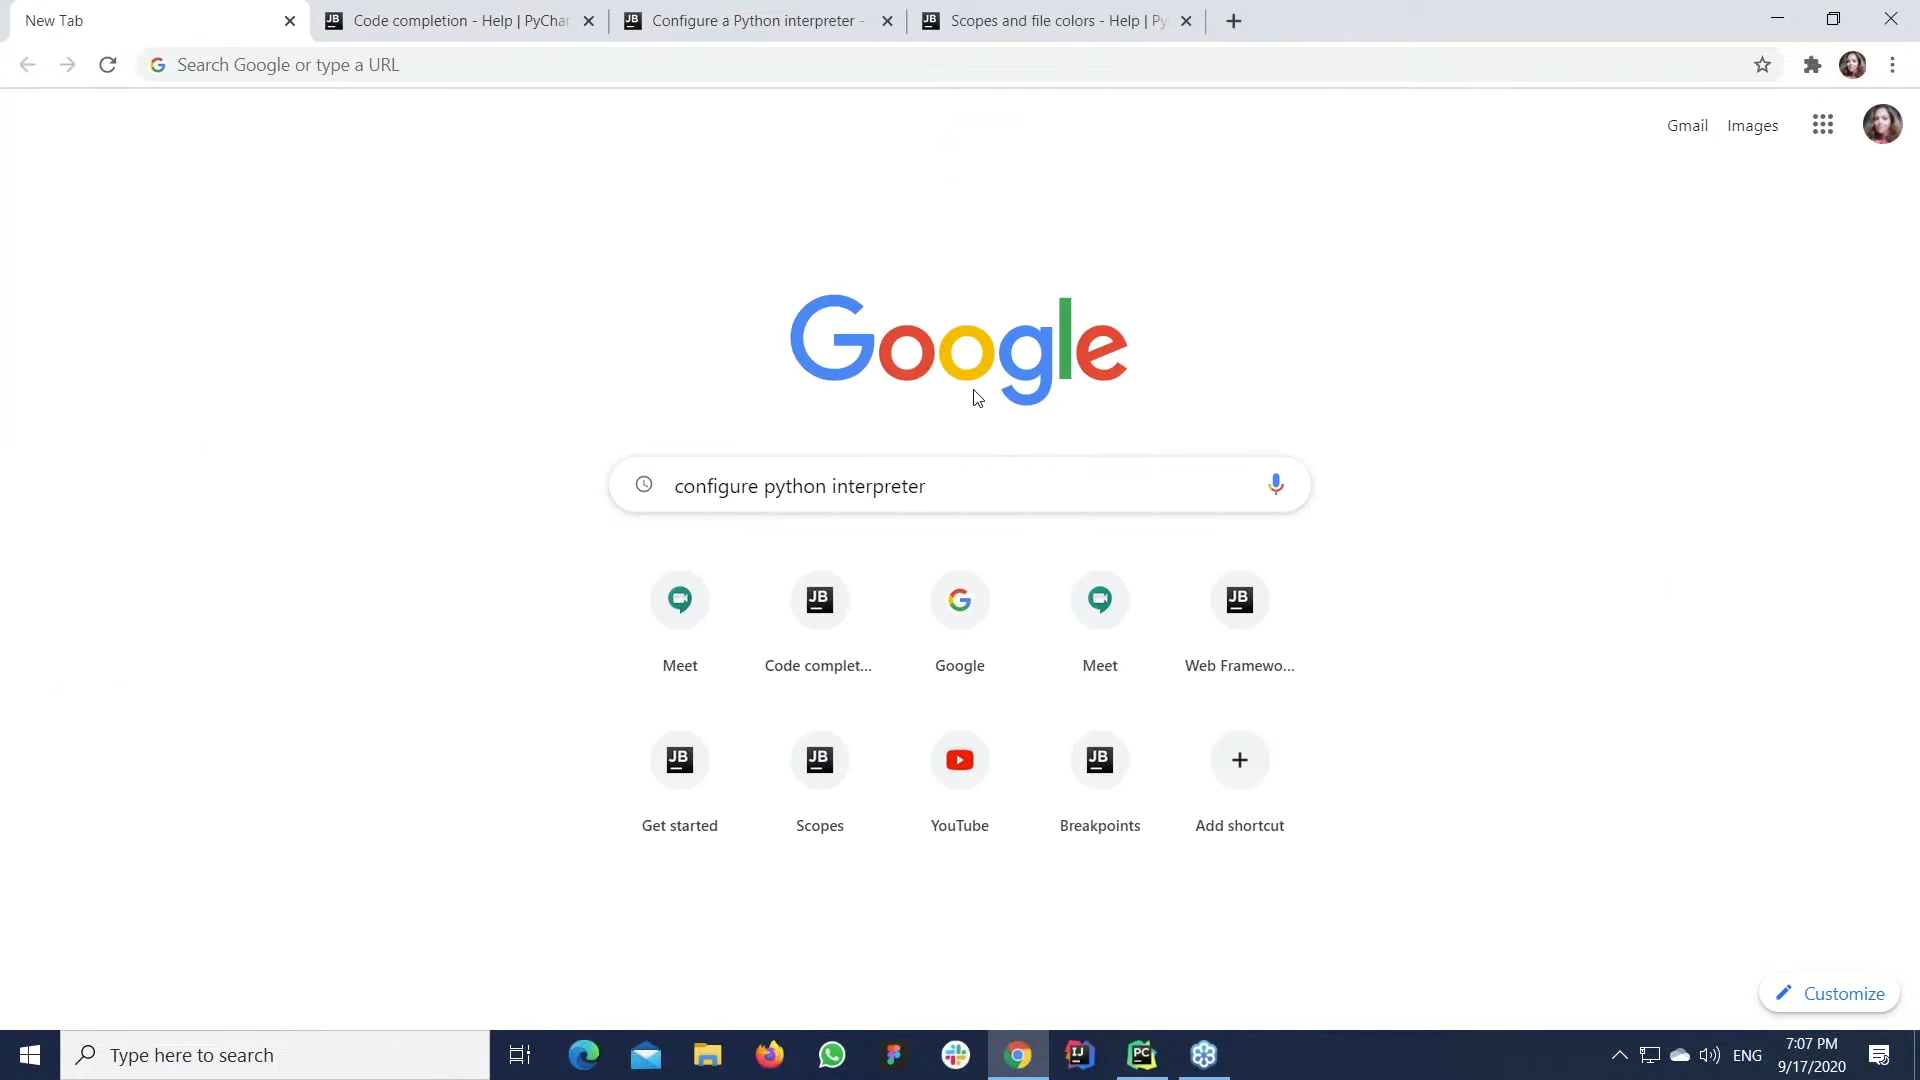 New Tab
Code completion - Help | PyChar
Configure a Python interpreter -
Scopes and file colors - Help | Py
Search Google or type a URL
Gmail Images
Google
configure python interpreter
Meet
Code complet...
Google
Meet
Web Framewo...
Get started
Scopes
YouTube
Breakpoints
Add shortcut
Customize
Type here to search
ENG
7:07 PM
9/17/2020